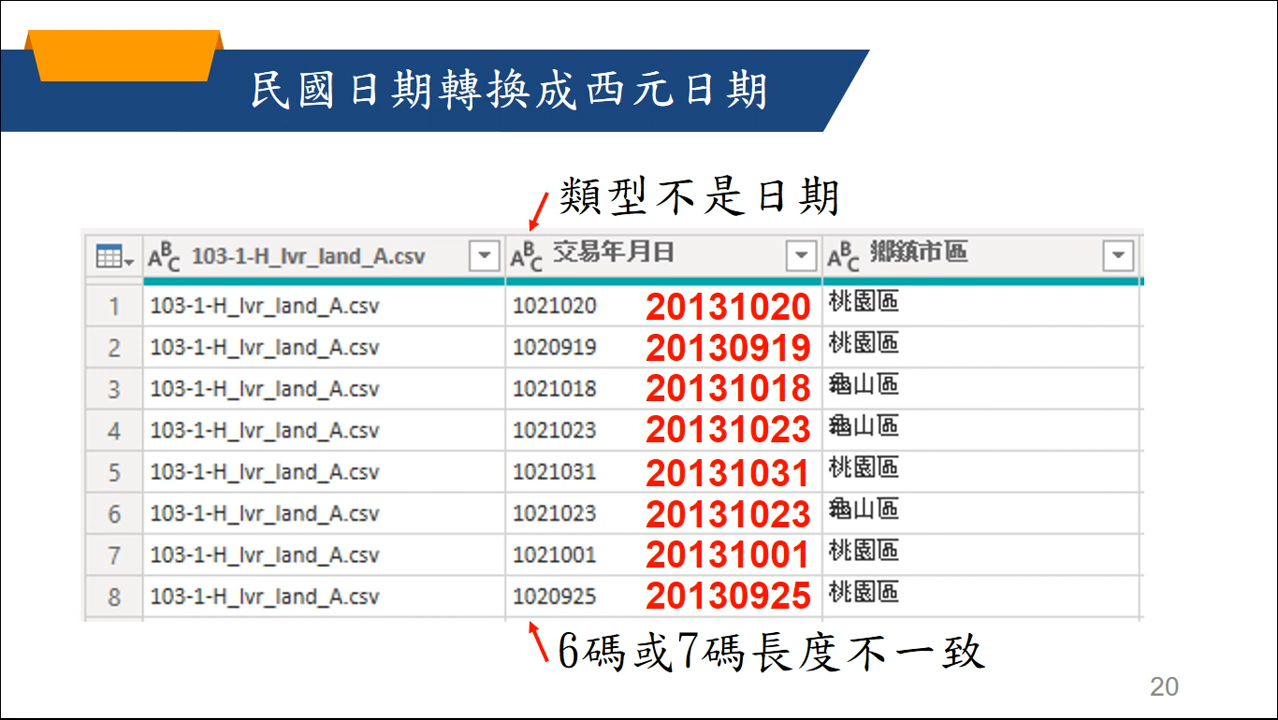 民國日期轉換成西元日期
類型不是日期
ABC 103-1-H_lvr_land_A.csv ABC 交易年月日 ABC 鄉鎮市區
1 103-1-H_lvr_land_A.csv 1021020 20131020 桃園區
2 103-1-H_lvr_land_A.csv 1020919 20130919 桃園區
3 103-1-H_lvr_land_A.csv 1021018 20131018 龜山區
4 103-1-H_lvr_land_A.csv 1021023 20131023 龜山區
5 103-1-H_lvr_land_A.csv 1021031 20131031 桃園區
6 103-1-H_lvr_land_A.csv 1021023 20131023 龜山區
7 103-1-H_lvr_land_A.csv 1021001 20131001 桃園區
8 103-1-H_lvr_land_A.csv 1020925 20130925 桃園區
6碼或7碼長度不一致
20